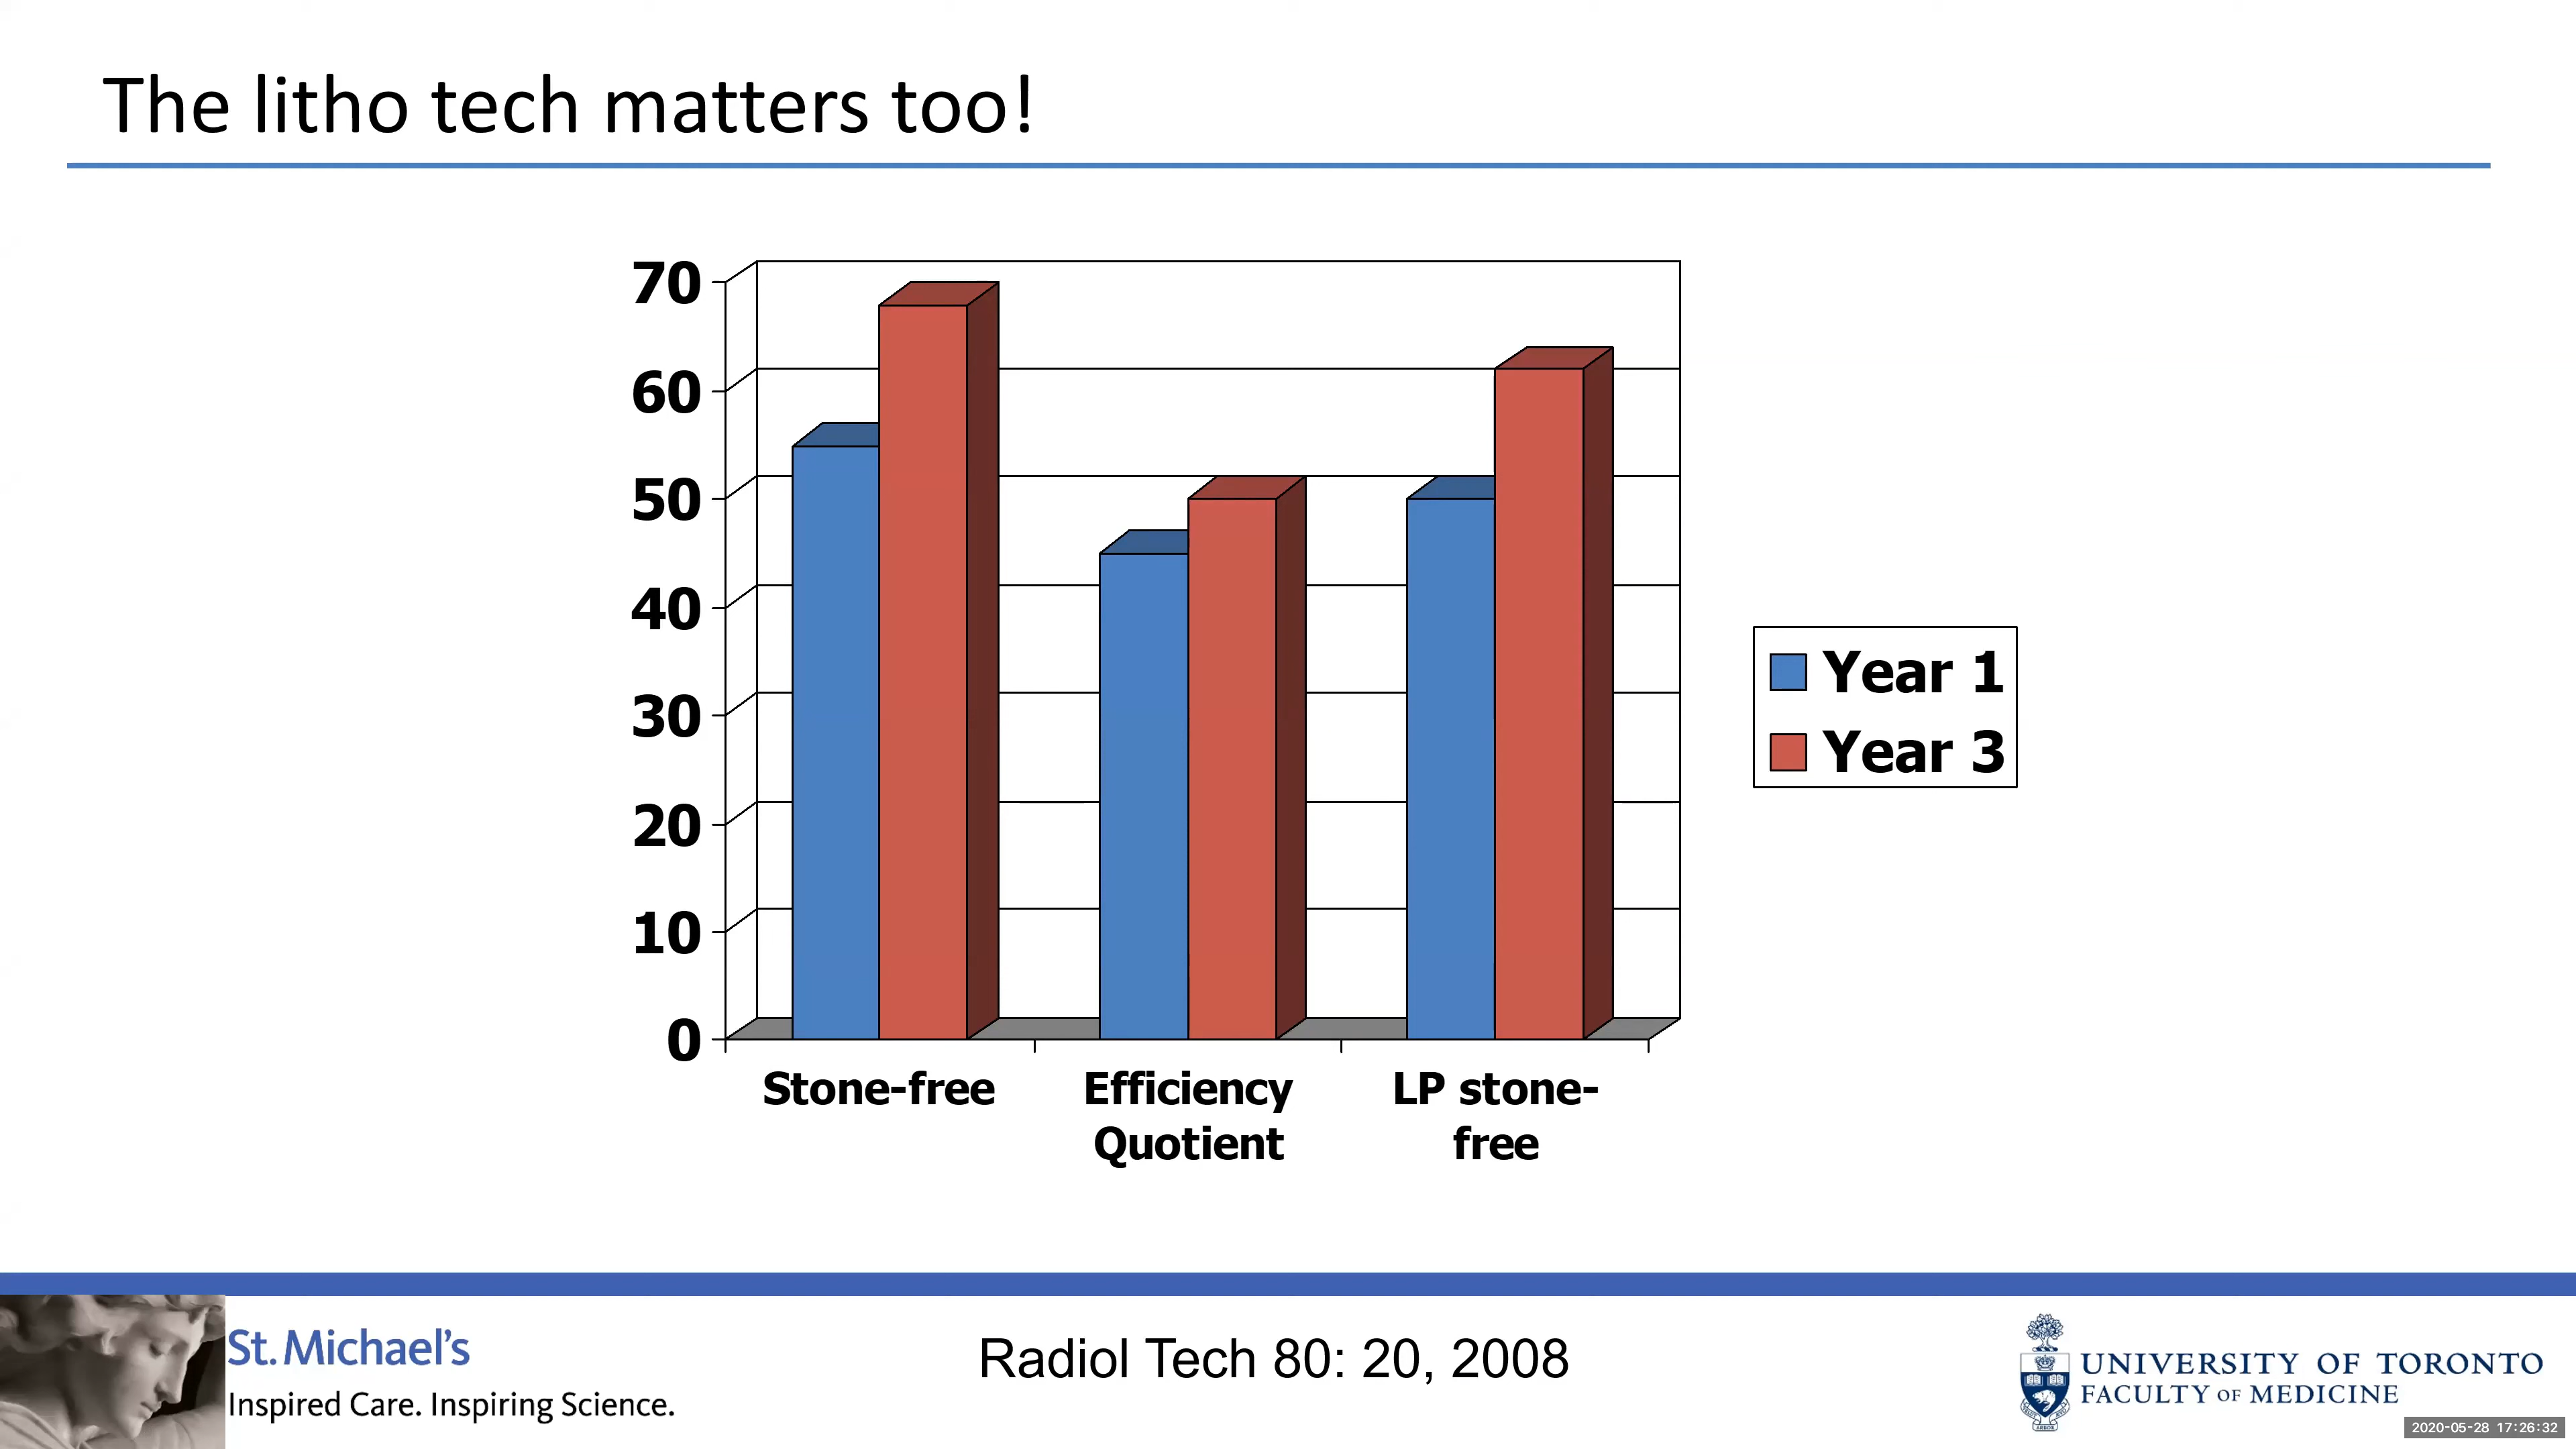 The litho tech matters too!
70
60
50
40
30
20
10
0
Stone-free
Efficiency
Quotient
LP stone-
free
Year 1
Year 3
St. Michael's
Inspired Care. Inspiring Science.
Radiol Tech 80: 20, 2008
UNIVERSITY OF TORONTO
FACULTY OF MEDICINE
2020-05-28 17:26:32